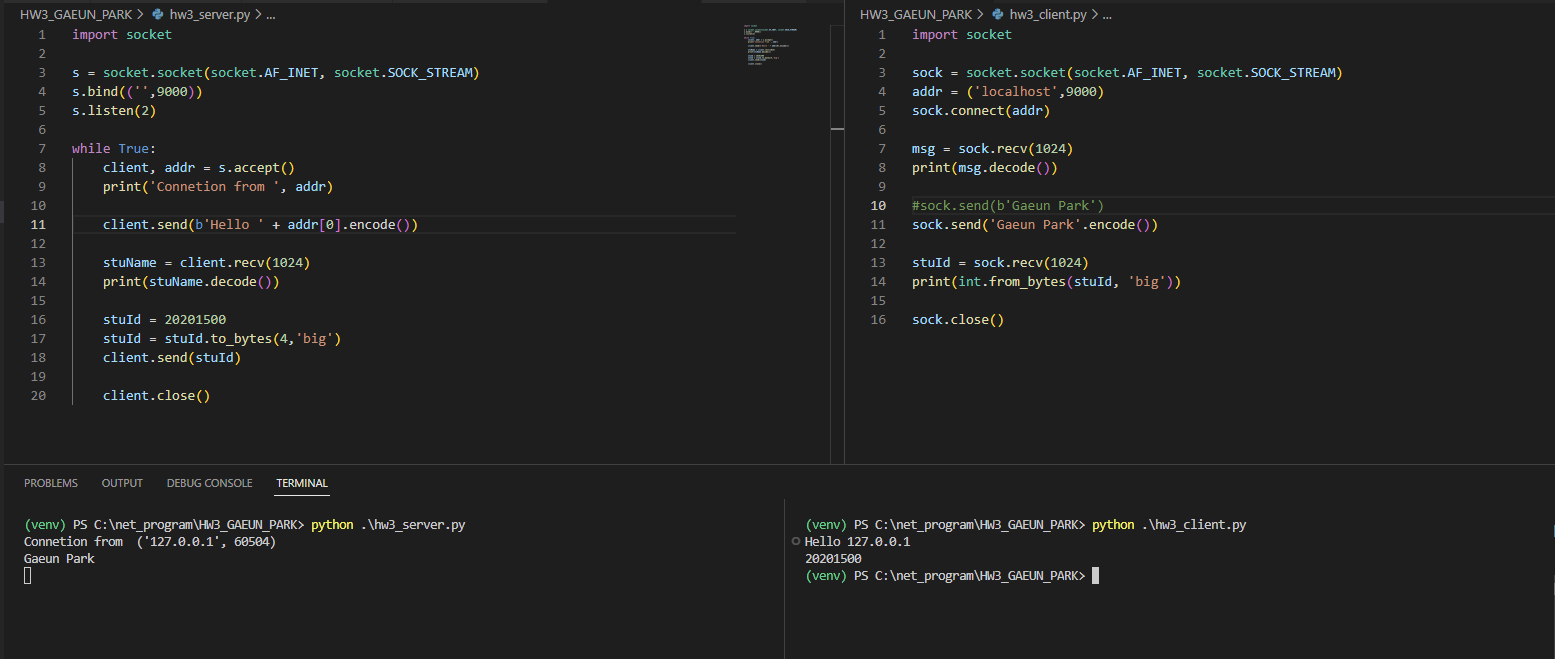 HW3_GAEUN_PARK > hw3_server.py > ...
1 import socket
2
3 s = socket.socket(socket.AF_INET, socket.SOCK_STREAM)
4 s.bind(('',9000))
5 s.listen(2)
6
7 while True:
8     client, addr = s.accept()
9     print('Connetion from ', addr)
10
11     client.send(b'Hello ' + addr[0].encode())
12
13     stuName = client.recv(1024)
14     print(stuName.decode())
15
16     stuId = 20201500
17     stuId = stuId.to_bytes(4,'big')
18     client.send(stuId)
19
20     client.close()
HW3_GAEUN_PARK > hw3_client.py > ...
1 import socket
2
3 sock = socket.socket(socket.AF_INET, socket.SOCK_STREAM)
4 addr = ('localhost',9000)
5 sock.connect(addr)
6
7 msg = sock.recv(1024)
8 print(msg.decode())
9
10 #sock.send(b'Gaeun Park')
11 sock.send('Gaeun Park'.encode())
12
13 stuId = sock.recv(1024)
14 print(int.from_bytes(stuId, 'big'))
15
16 sock.close()
PROBLEMS OUTPUT DEBUG CONSOLE TERMINAL
(venv) PS C:\net_program\HW3_GAEUN_PARK> python .\hw3_server.py
Connetion from  ('127.0.0.1', 60504)
Gaeun Park
(venv) PS C:\net_program\HW3_GAEUN_PARK> python .\hw3_client.py
Hello 127.0.0.1
20201500
(venv) PS C:\net_program\HW3_GAEUN_PARK>